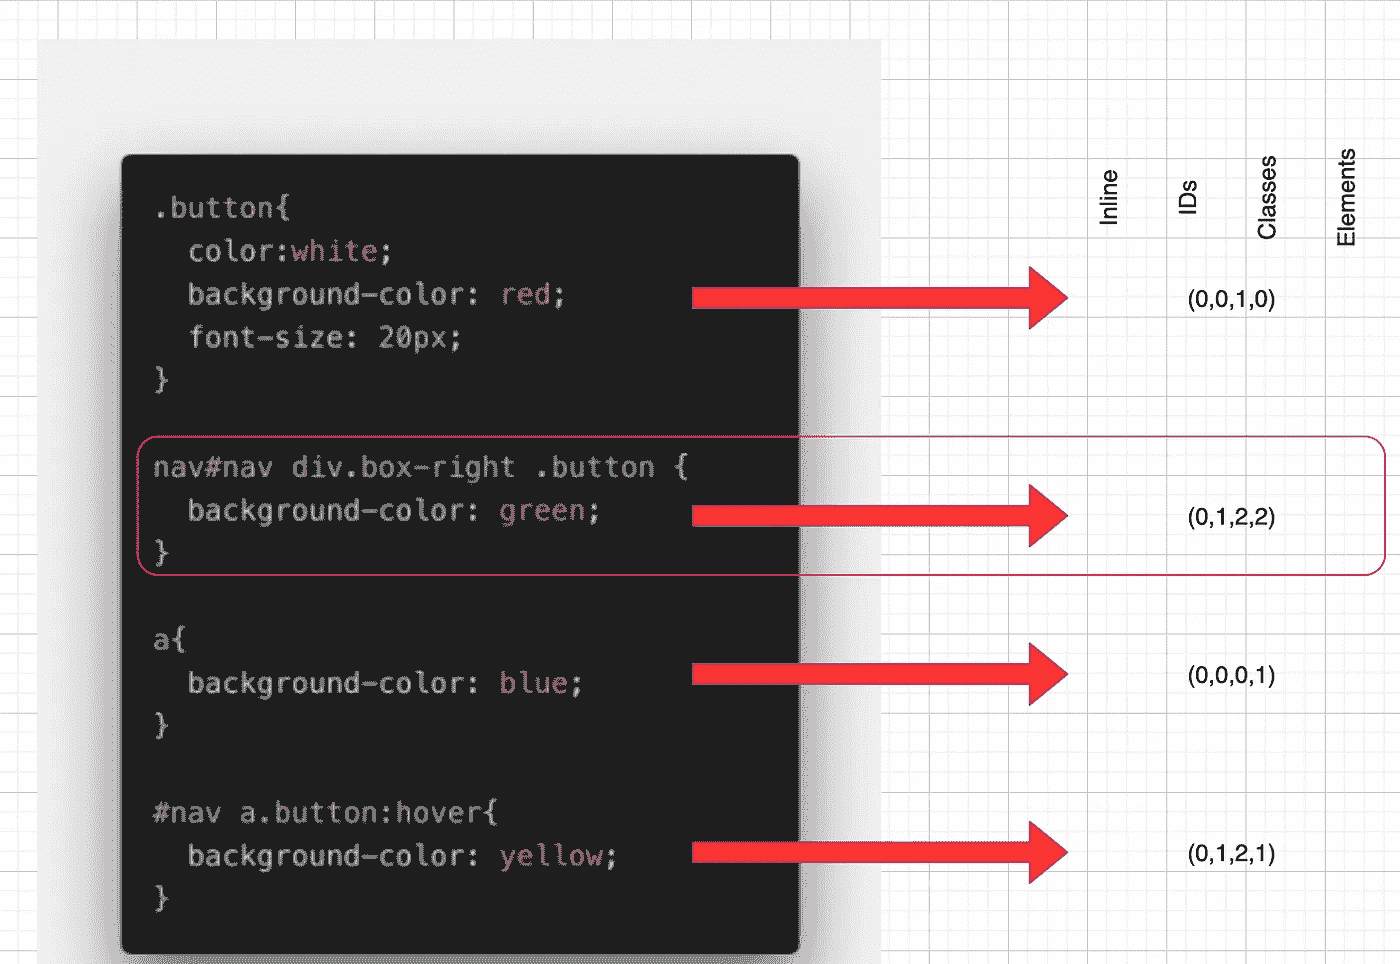 Inline IDs Classes Elements
.button{
color:white;
background-color: red; (0,0,1,0)
font-size: 20px;
}
nav#nav div.box-right .button {
background-color: green; (0,1,2,2)
}
a{
background-color: blue; (0,0,0,1)
}
#nav a.button:hover{
background-color: yellow; (0,1,2,1)
}